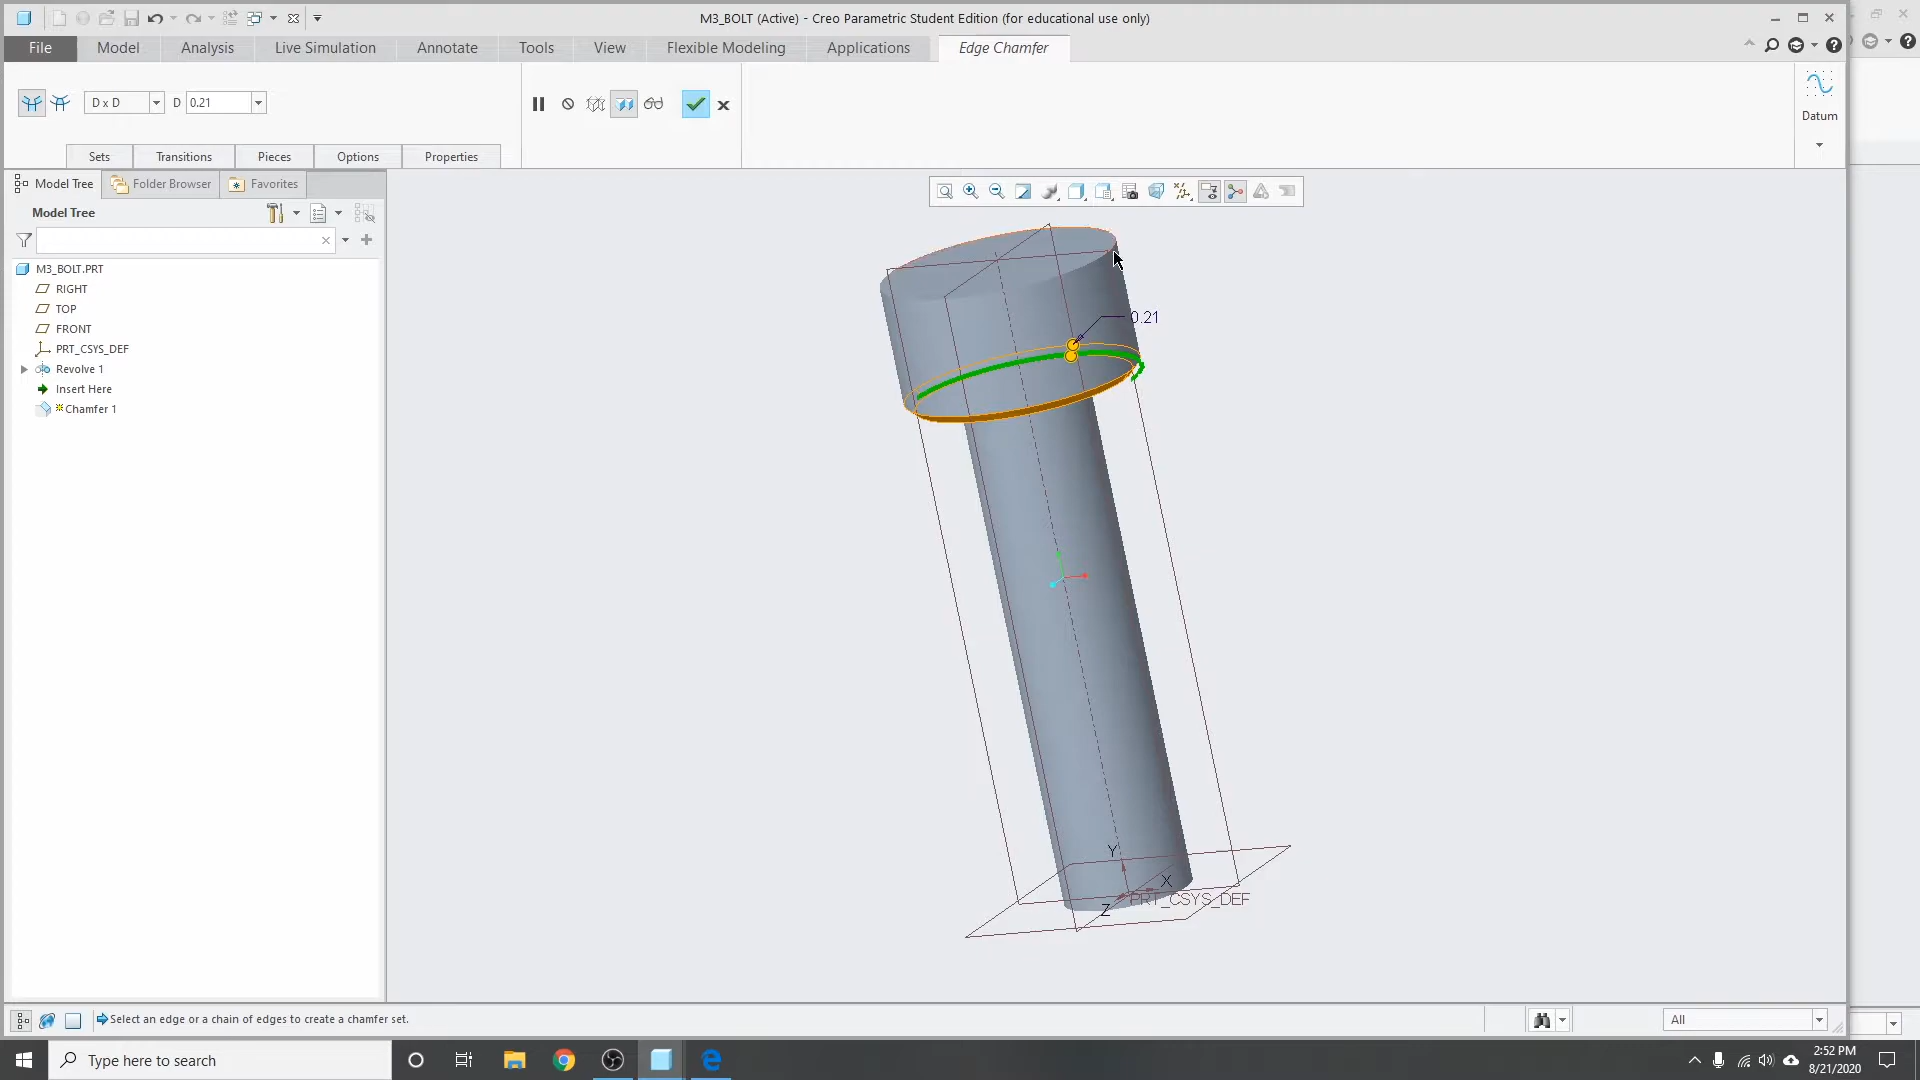 M3_BOLT (Active) - Creo Parametric Student Edition (for educational use only)
File Model Analysis Live Simulation Annotate Tools View Flexible Modeling Applications Edge Chamfer
D x D D 0.21
Datum
Sets Transitions Pieces Options Properties
Model Tree Folder Browser Favorites
Model Tree
M3_BOLT.PRT
RIGHT
TOP
FRONT
PRT_CSYS_DEF
Revolve 1
Insert Here
Chamfer 1
0.21
Y
X
PRT_CSYS_DEF
Z
Select an edge or a chain of edges to create a chamfer set.
All
Type here to search
2:52 PM
8/21/2020